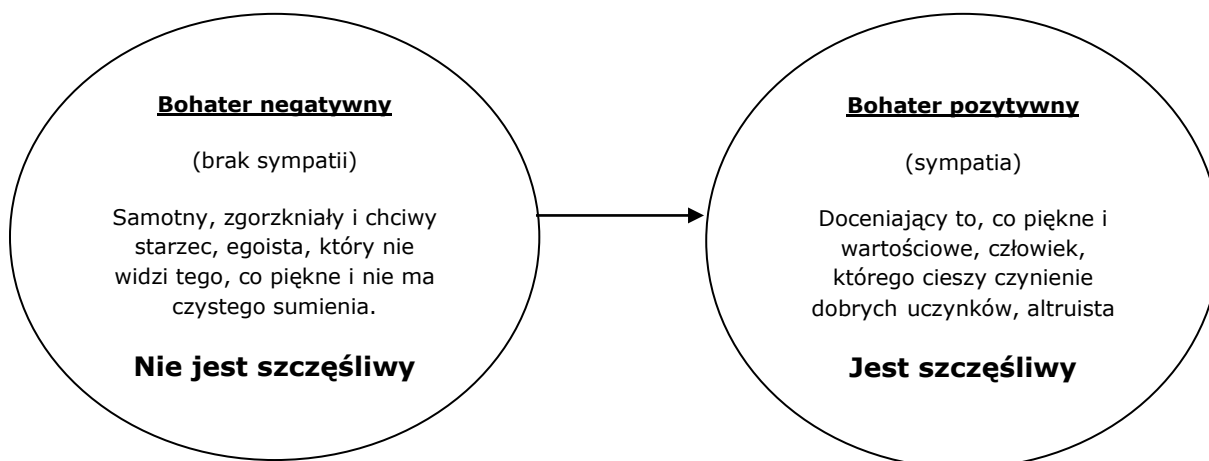 Bohater negatywny
(brak sympatii)
Samotny, zgorzkniały i chciwy
starzec, egoista, który nie
widzi tego, co piękne i nie ma
czystego sumienia.
Nie jest szczęśliwy
Bohater pozytywny
(sympatia)
Doceniający to, co piękne i
wartościowe, człowiek,
którego cieszy czynienie
dobrych uczynków, altruista
Jest szczęśliwy